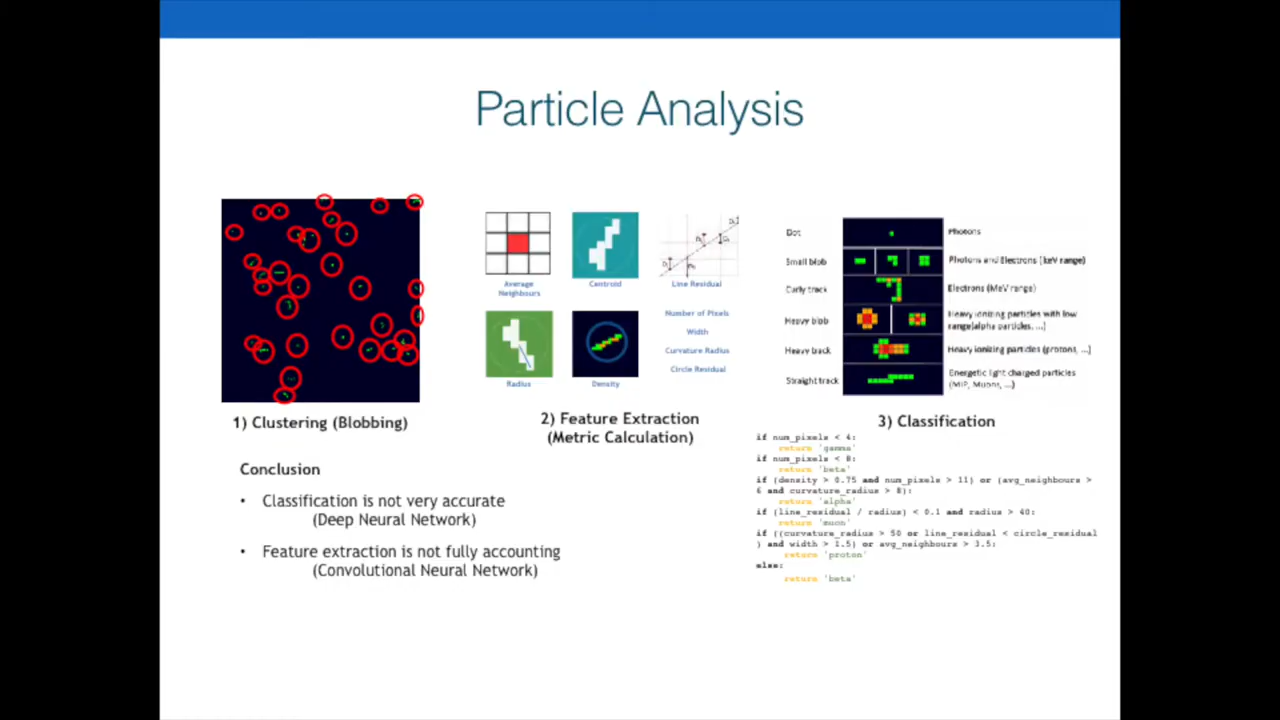 Particle Analysis
Average
Neighbours
Centroid
Line Residual
Radius
Density
Number of Pixels
Width
Curvature Radius
Circle Residual
Dot
Photons
Small blob
Photons and Electrons (keV range)
Curly track
Electrons (MeV range)
Heavy blob
Heavy ionizing particles with low
range(alpha particles, ...)
Heavy track
Heavy ionizing particles (protons, ...)
Straight track
Energetic light charged particles
(MIP, Muons, ...)
1) Clustering (Blobbing)
2) Feature Extraction
(Metric Calculation)
3) Classification
if num_pixels < 4:
return 'gamma'
if num_pixels < 8:
return 'beta'
if (density > 0.75 and num_pixels > 11) or (avg_neighbours >
6 and curvature_radius > 8):
return 'alpha'
if (line_residual / radius) < 0.1 and radius > 40:
return 'muon'
if ((curvature_radius > 50 or line_residual < circle_residual
) and width > 1.5) or avg_neighbours > 3.5:
return 'proton'
else:
return 'beta'
Conclusion
• Classification is not very accurate
(Deep Neural Network)
• Feature extraction is not fully accounting
(Convolutional Neural Network)